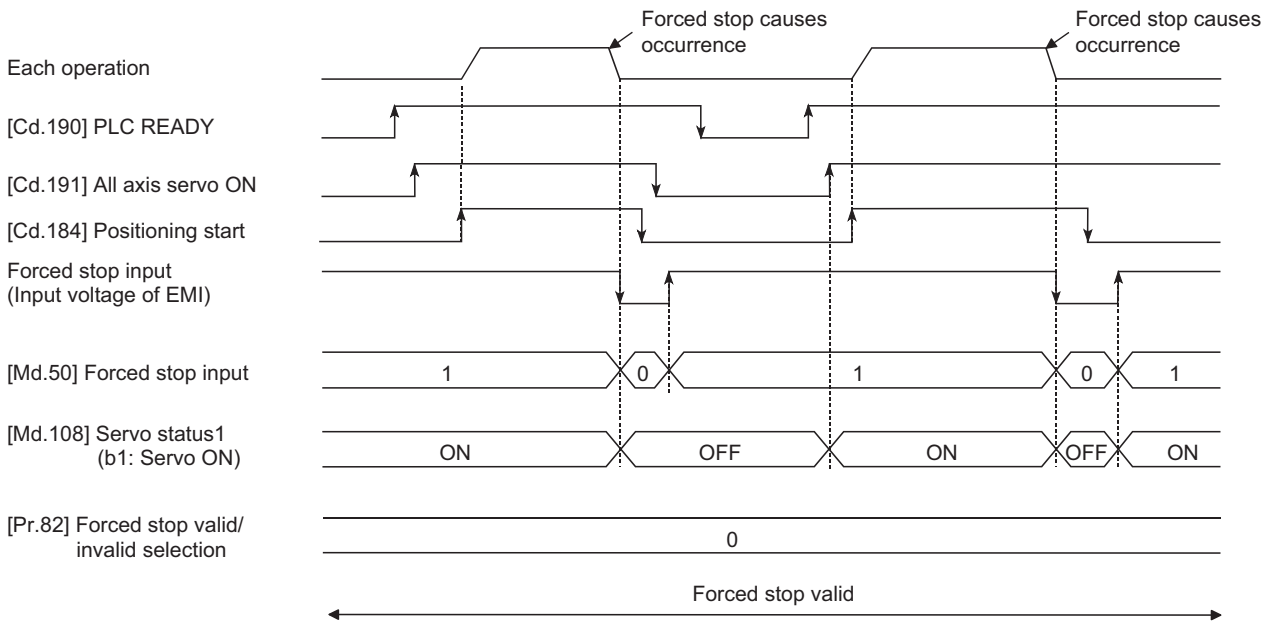 Forced stop causes
occurrence
Forced stop causes
occurrence
Each operation
[Cd.190] PLC READY
[Cd.191] All axis servo ON
[Cd.184] Positioning start
Forced stop input
(Input voltage of EMI)
[Md.50] Forced stop input
1
0
1
0
1
[Md.108] Servo status1
(b1: Servo ON)
ON
OFF
ON
OFF
ON
[Pr.82] Forced stop valid/
invalid selection
0
Forced stop valid